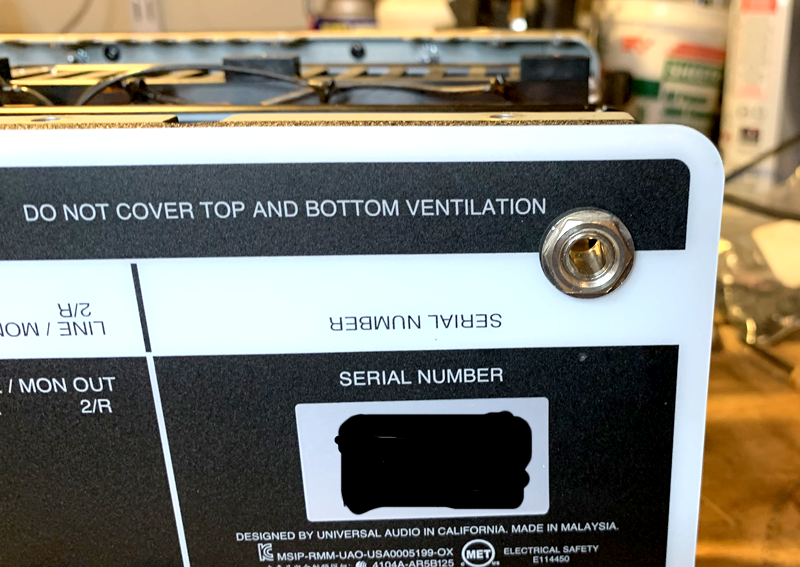 DO NOT COVER TOP AND BOTTOM VENTILATION
2/R
LINE / MON
SERIAL NUMBER
/ MON OUT
2/R
SERIAL NUMBER
DESIGNED BY UNIVERSAL AUDIO IN CALIFORNIA. MADE IN MALAYSIA.
MSIP-RMM-UAO-USA0005199-OX
MET
ELECTRICAL SAFETY
E114450
4104A-AR5B125